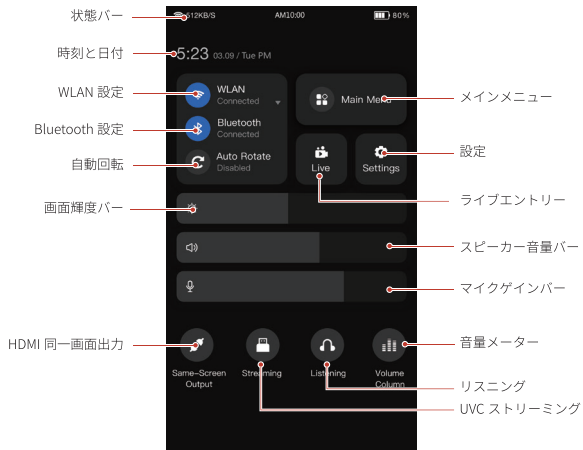 状態バー
512KB/S
AM10:00
80%
時刻と日付
5:23 03.09 / Tue PM
WLAN 設定
WLAN
Connected
Main Menu
メインメニュー
Bluetooth 設定
Bluetooth
Connected
自動回転
Auto Rotate
Disabled
Live
Settings
設定
ライブエントリー
画面輝度バー
スピーカー音量バー
マイクゲインバー
HDMI 同一画面出力
音量メーター
Same-Screen
Output
Streaming
Listening
Volume
Column
リスニング
UVC ストリーミング